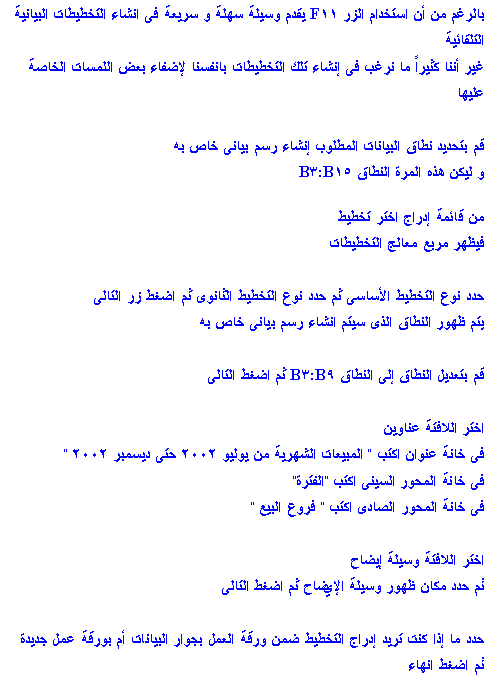 بالرغم من أن استخدام الزر F١١ يقدم وسيلة سهلة و سريعة فى انشاء التخطيطات البيانية
التلقائية
غير أننا كثيراً ما نرغب فى إنشاء تلك التخطيطات بانفسنا لإضفاء بعض اللمسات الخاصة
عليها
قم بتحديد نطاق البيانات المطلوب إنشاء رسم بيانى خاص به
و ليكن هذه المرة النطاق B٣:B١٥
من قائمة إدراج اختر تخطيط
فيظهر مربع معالج التخطيطات
حدد نوع التخطيط الأساسى ثم حدد نوع التخطيط الثانوى ثم اضغط زر التالى
يتم ظهور النطاق الذى سيتم انشاء رسم بيانى خاص به
قم بتعديل النطاق إلى النطاق B٣:B٩ ثم اضغط التالى
اختر اللافتة عناوين
فى خانة عنوان اكتب " المبيعات الشهرية من يوليو ٢٠٠٢ حتى ديسمبر ٢٠٠٢ "
فى خانة المحور السينى اكتب "الفترة"
فى خانة المحور الصادى اكتب " فروع البيع "
اختر اللافتة وسيلة إيضاح
ثم حدد مكان ظهور وسيلة الإيضاح ثم اضغط التالى
حدد ما إذا كنت تريد إدراج التخطيط ضمن ورقة العمل بجوار البيانات أم بورقة عمل جديدة
ثم اضغط انهاء